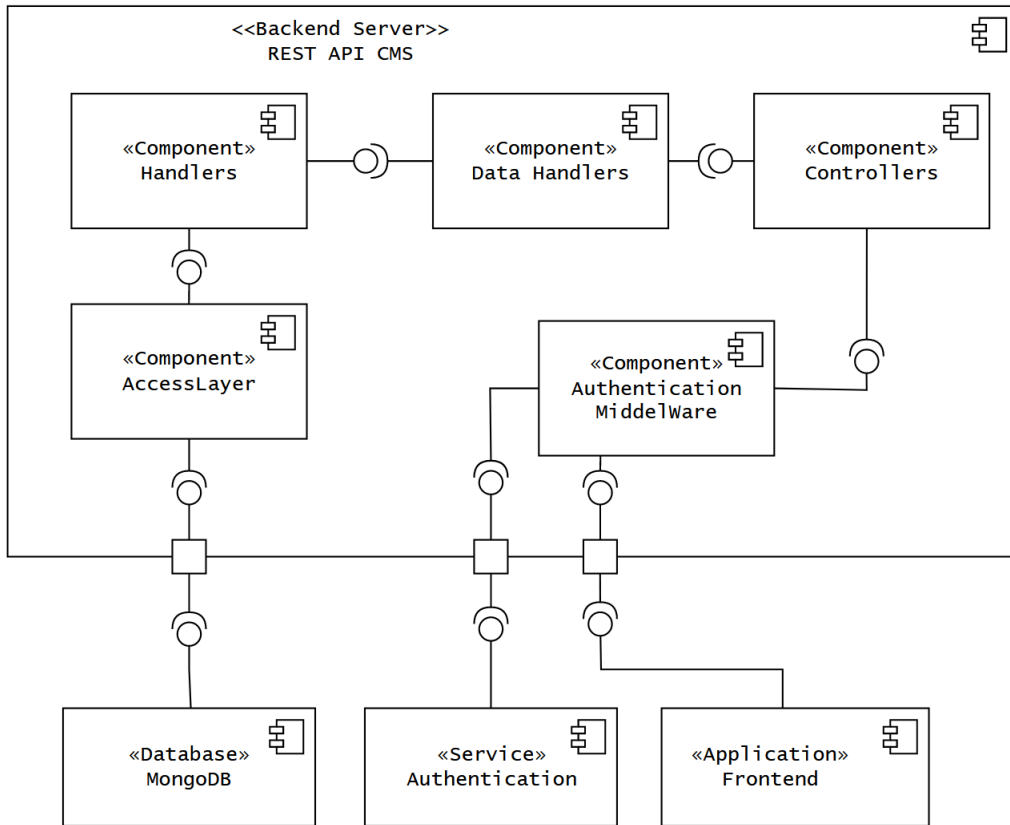 <<Backend Server>>
REST API CMS
«Component»
Handlers
«Component»
Data Handlers
«Component»
Controllers
«Component»
AccessLayer
«Component»
Authentication
MiddelWare
«Database»
MongoDB
«Service»
Authentication
«Application»
Frontend